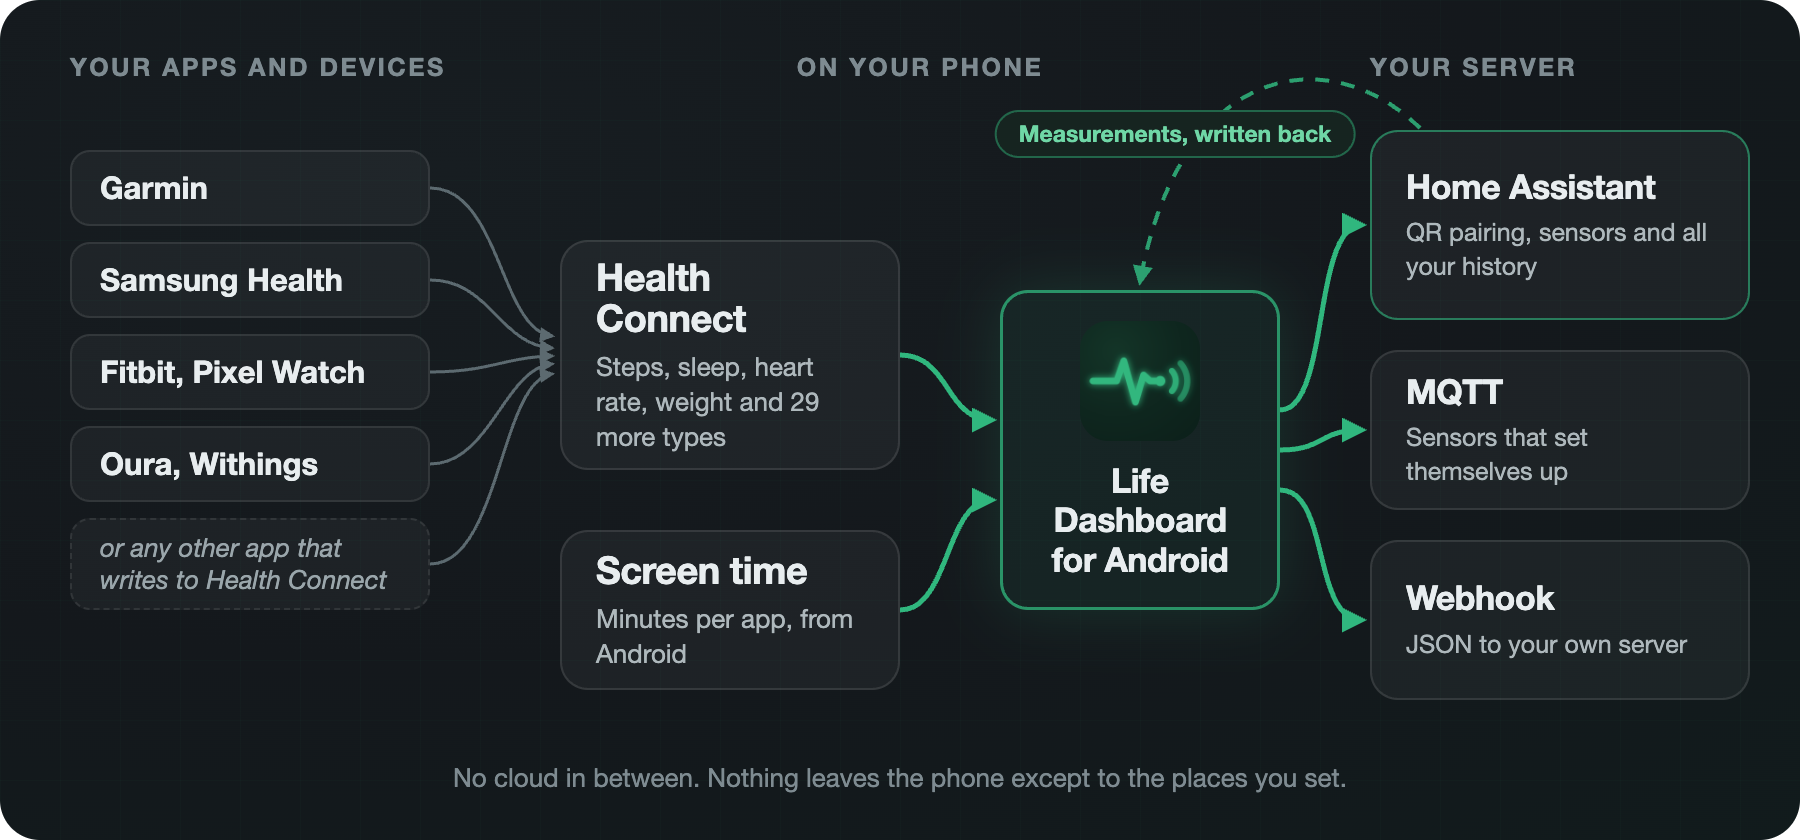 YOUR APPS AND DEVICES
ON YOUR PHONE
YOUR SERVER
Measurements, written back
Garmin
Samsung Health
Fitbit, Pixel Watch
Oura, Withings
or any other app that
writes to Health Connect
Health
Connect
Steps, sleep, heart
rate, weight and 29
more types
Screen time
Minutes per app, from
Android
Life
Dashboard
for Android
Home Assistant
QR pairing, sensors and all
your history
MQTT
Sensors that set
themselves up
Webhook
JSON to your own server
No cloud in between. Nothing leaves the phone except to the places you set.